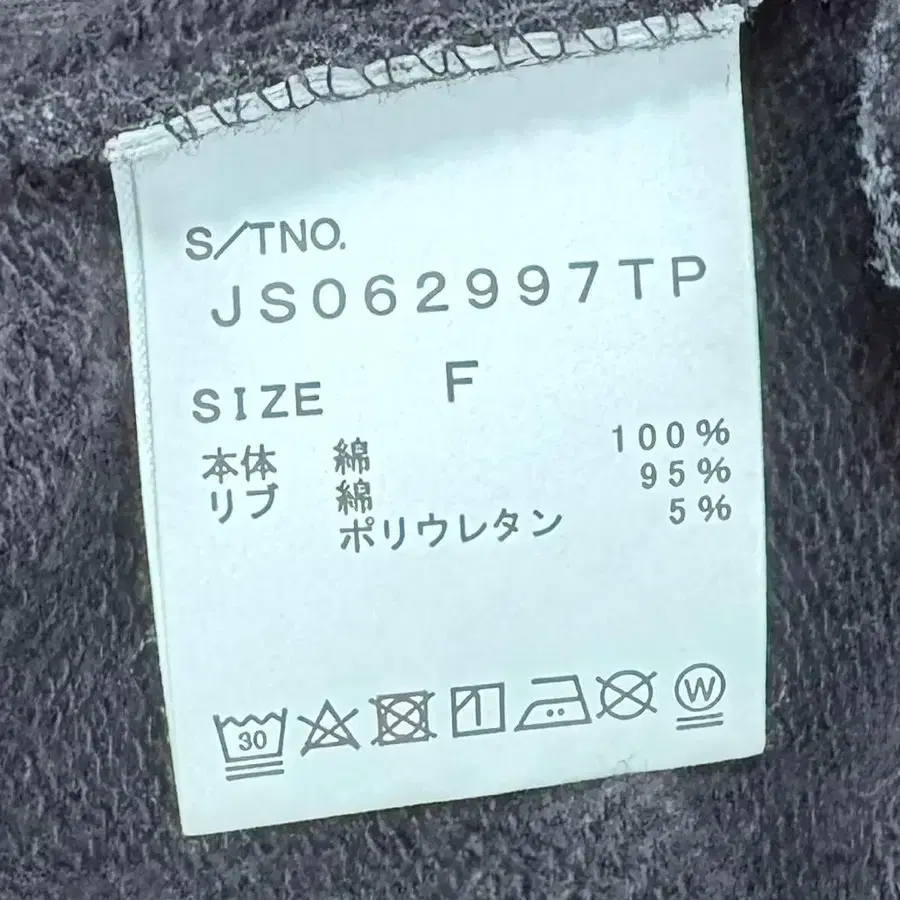 S/TNO.
JS062997TP
SIZE F
本体 綿 100%
リブ 綿 95%
ポリウレタン 5%
30 W